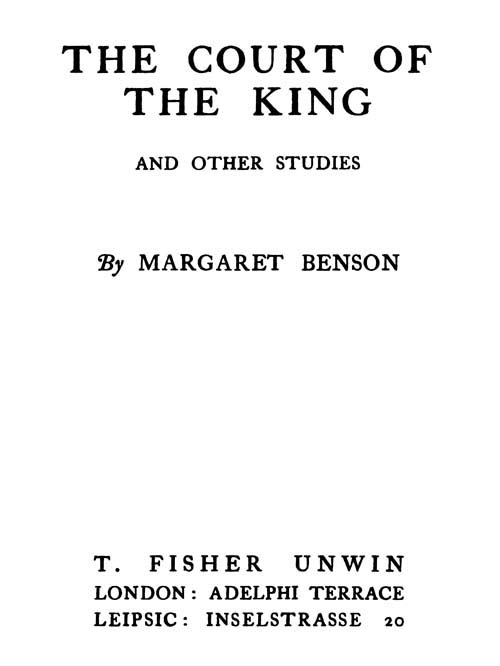 THE COURT OF
THE KING
AND OTHER STUDIES
By MARGARET BENSON
T. FISHER UNWIN
LONDON: ADELPHI TERRACE
LEIPSIC: INSELSTRASSE 20